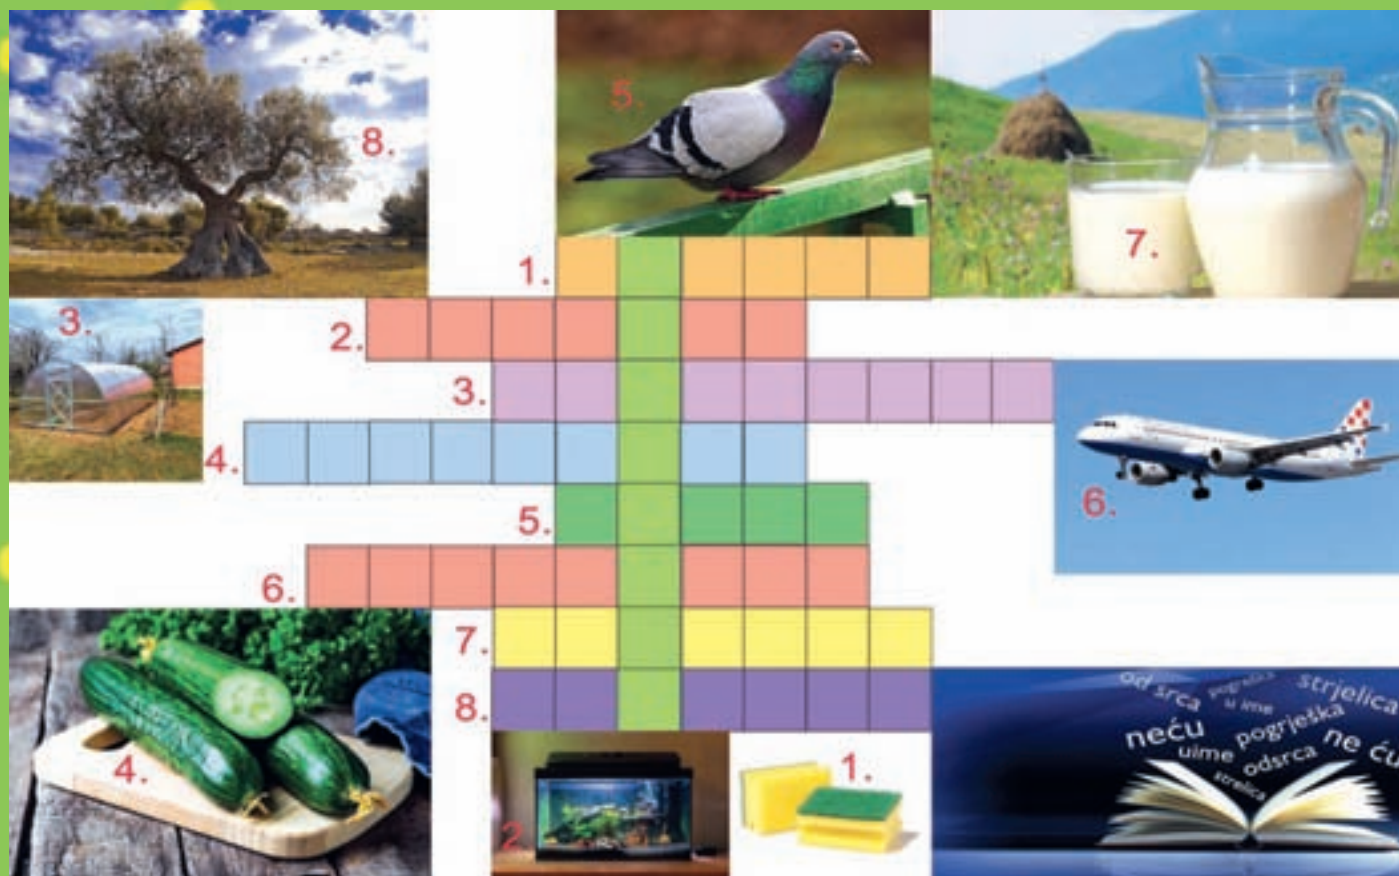 8.
5.
7.
1.
3.
2.
3.
4.
6.
5.
6.
7.
8.
4.
2.
1.
od srca
pogreška
u ime
strjelica
neću
pogrješka
uime
odsrca
ne ću
strelica